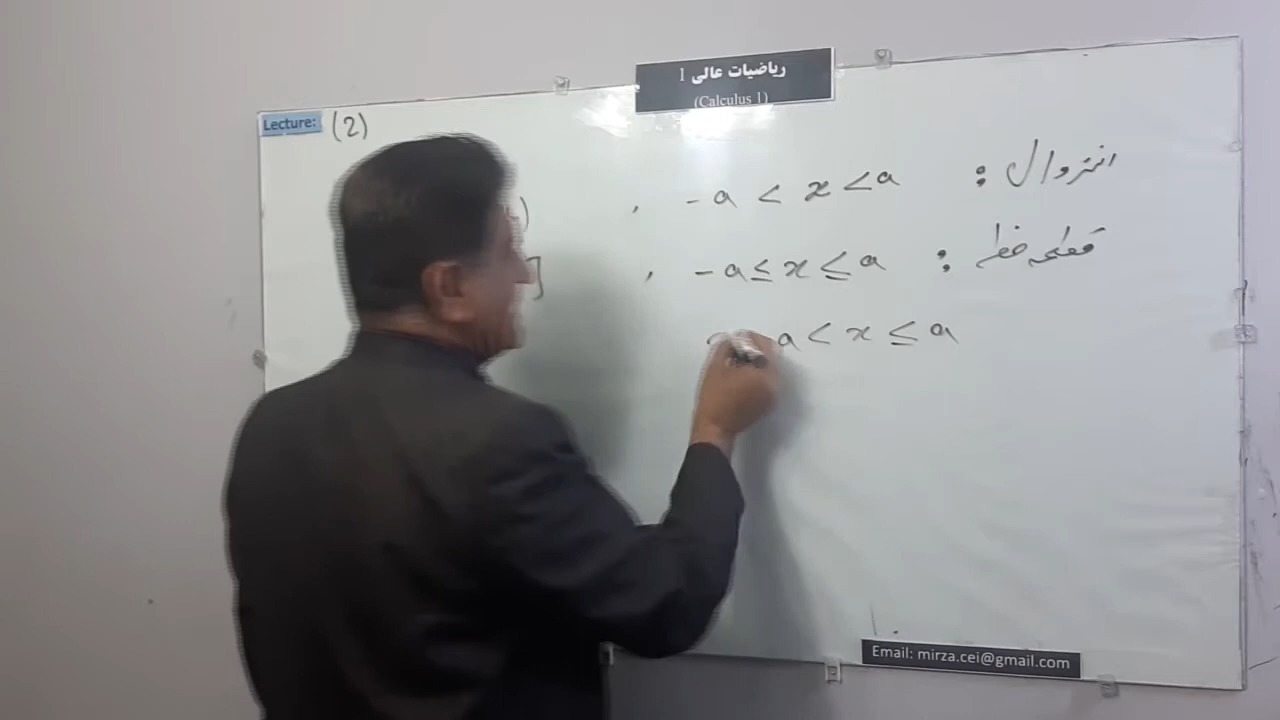 ریاضیات عالی 1
(Calculus 1)
Lecture: (2)
انتروال : -a < x < a , )
قطعه خط : -a ≤ x ≤ a , ]
a < x ≤ a
Email: mirza.cei@gmail.com